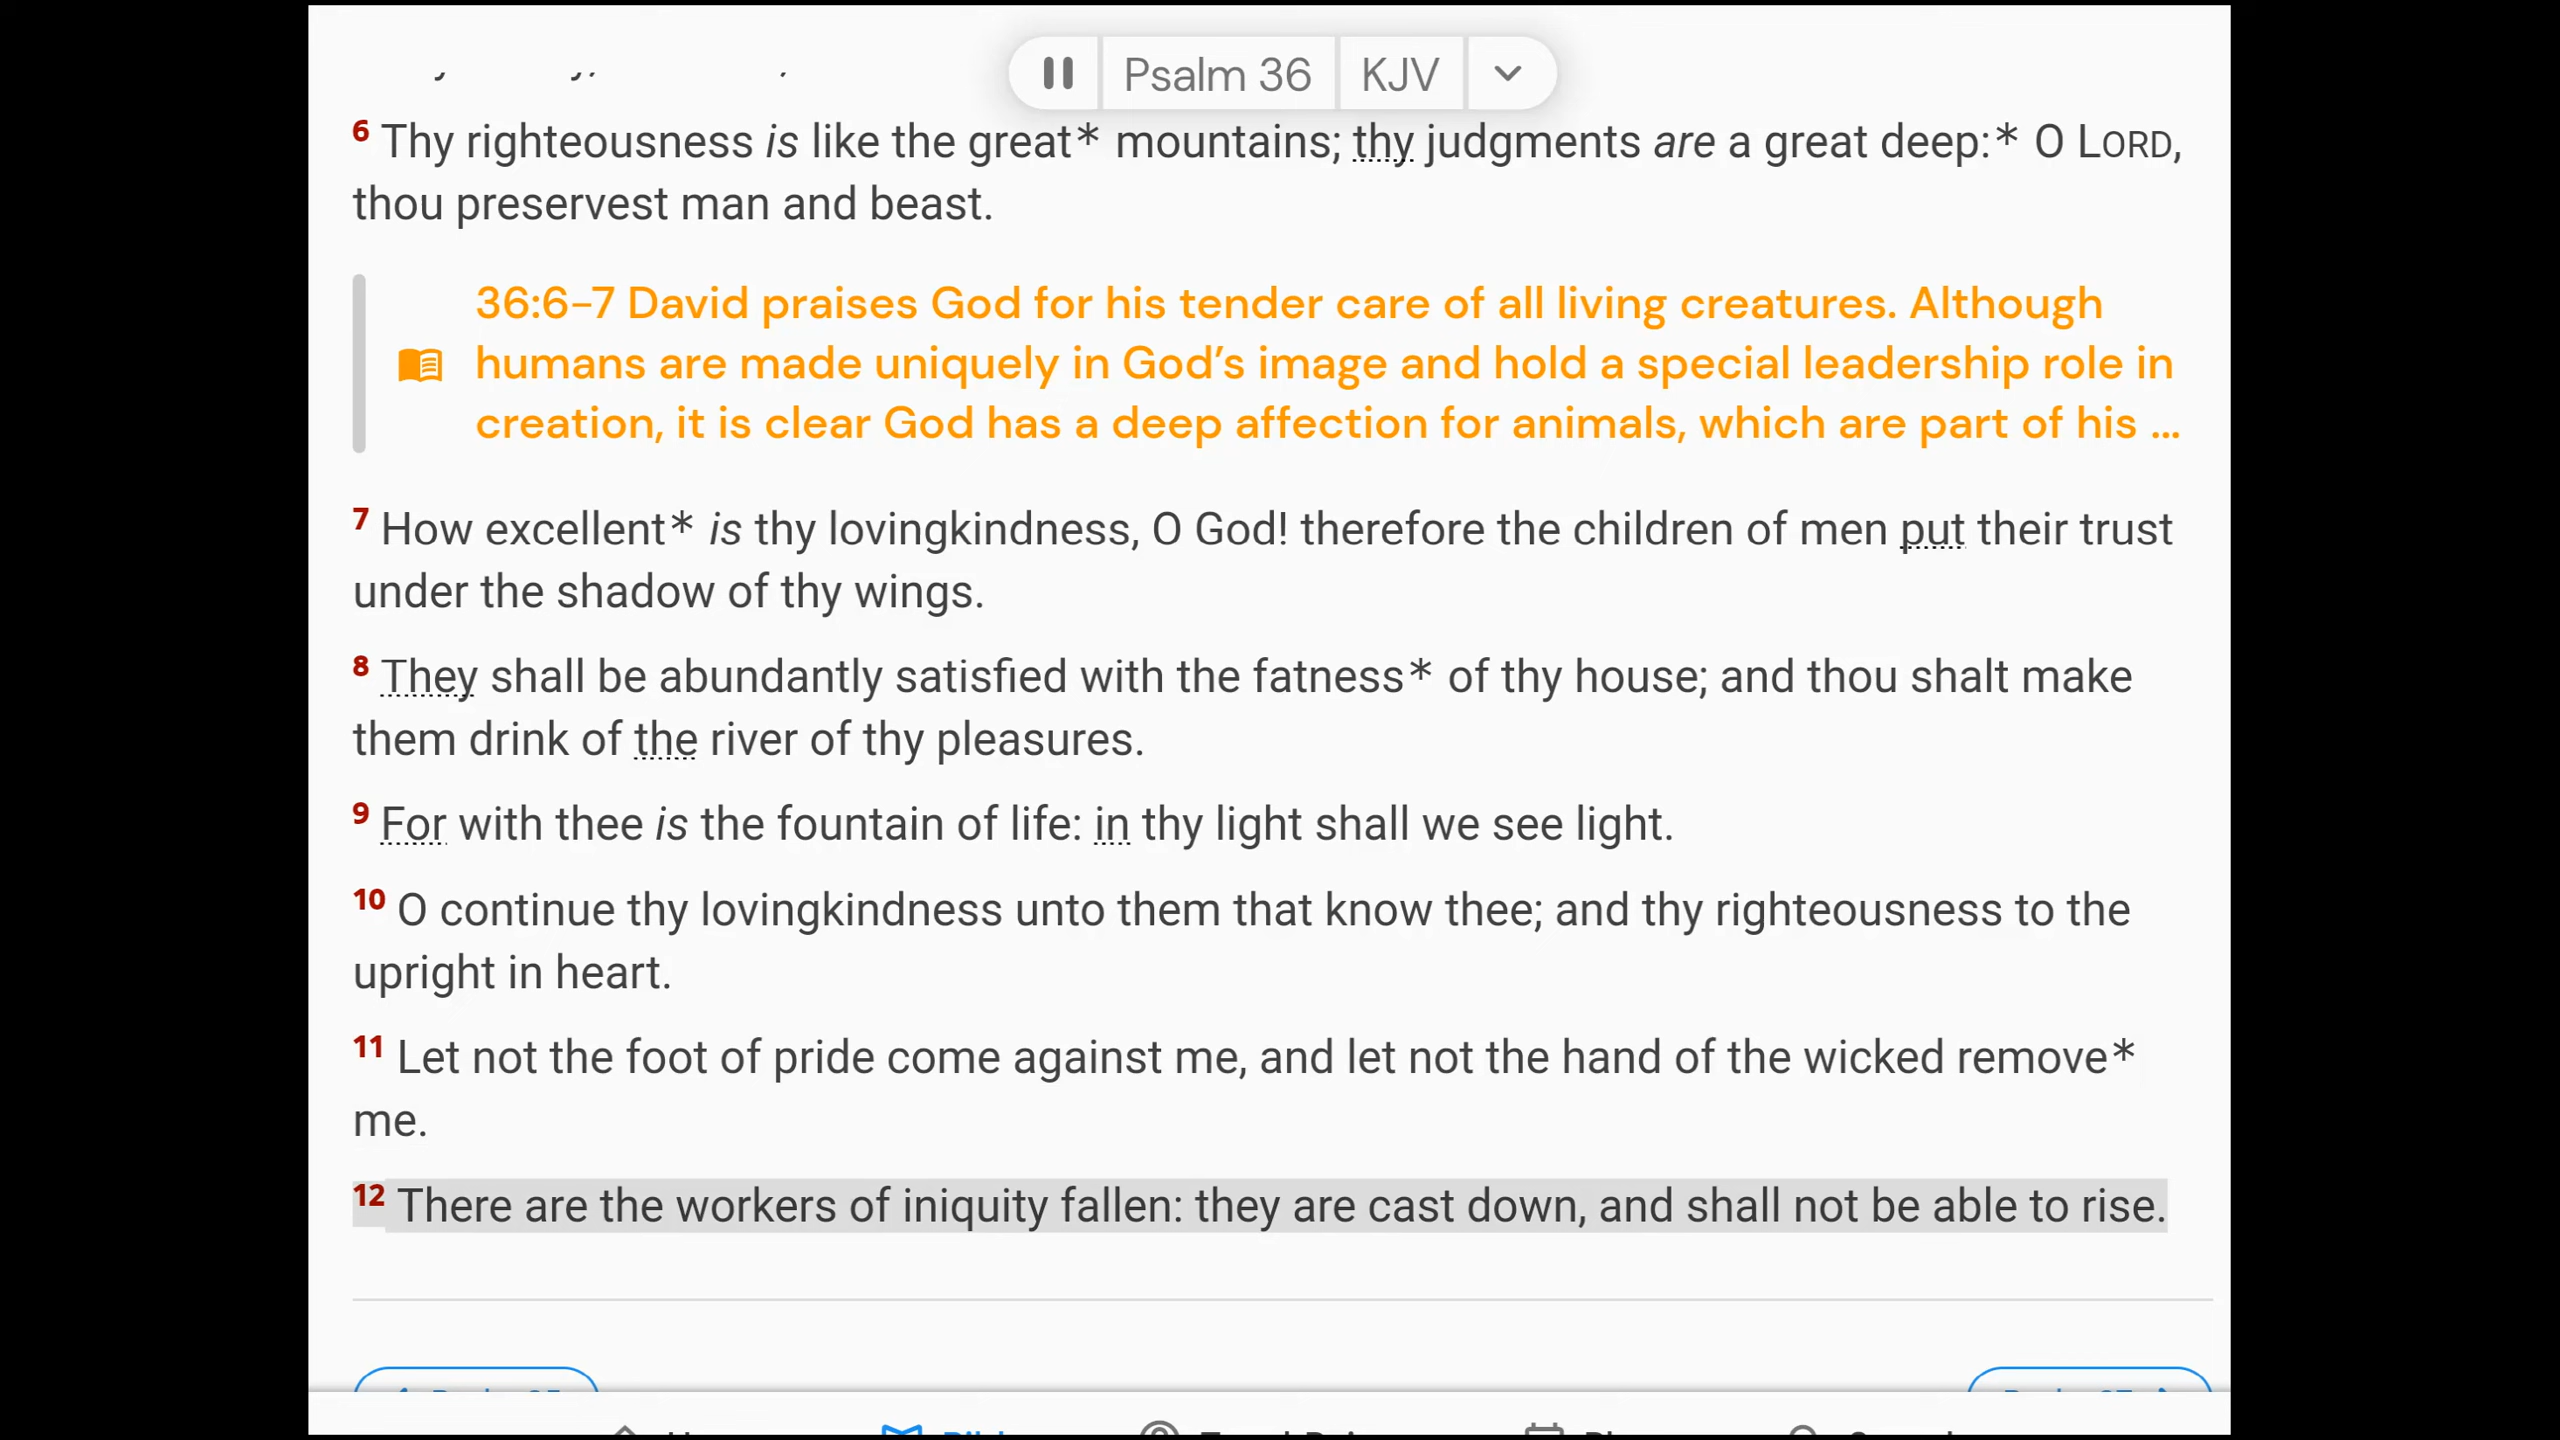 Psalm 36 KJV
6 Thy righteousness is like the great* mountains; thy judgments are a great deep:* O LORD,
thou preservest man and beast.
36:6–7 David praises God for his tender care of all living creatures. Although
humans are made uniquely in God’s image and hold a special leadership role in
creation, it is clear God has a deep affection for animals, which are part of his ...
7 How excellent* is thy lovingkindness, O God! therefore the children of men put their trust
under the shadow of thy wings.
8 They shall be abundantly satisfied with the fatness* of thy house; and thou shalt make
them drink of the river of thy pleasures.
9 For with thee is the fountain of life: in thy light shall we see light.
10 O continue thy lovingkindness unto them that know thee; and thy righteousness to the
upright in heart.
11 Let not the foot of pride come against me, and let not the hand of the wicked remove*
me.
12 There are the workers of iniquity fallen: they are cast down, and shall not be able to rise.